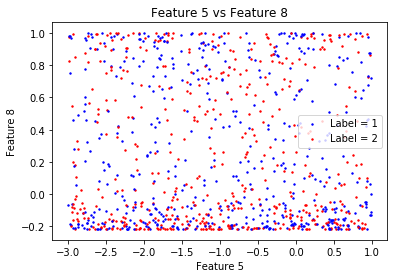 Feature 5 vs Feature 8
1.0
0.8
0.6
0.4
0.2
0.0
−0.2
Feature 8
Label = 1
Label = 2
−3.0 −2.5 −2.0 −1.5 −1.0 −0.5 0.0 0.5 1.0
Feature 5